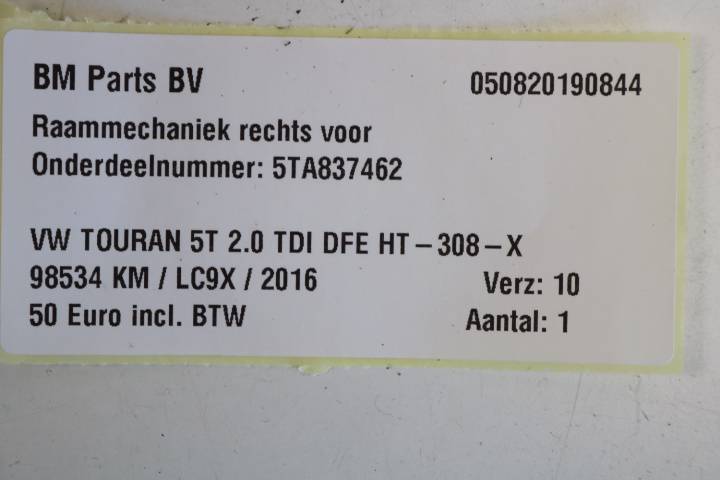 BM Parts BV 050820190844
Raammechaniek rechts voor
Onderdeelnummer: 5TA837462
VW TOURAN 5T 2.0 TDI DFE HT-308-X
98534 KM / LC9X / 2016 Verz: 10
50 Euro incl. BTW Aantal: 1